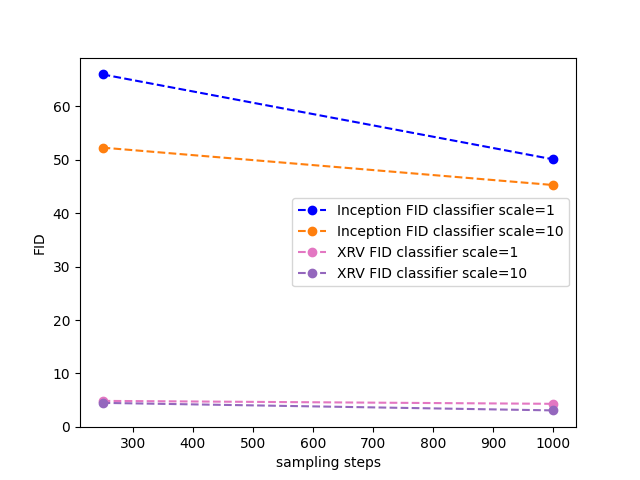 FID
60
50
40
30
20
10
0
Inception FID classifier scale=1
Inception FID classifier scale=10
XRV FID classifier scale=1
XRV FID classifier scale=10
300 400 500 600 700 800 900 1000
sampling steps